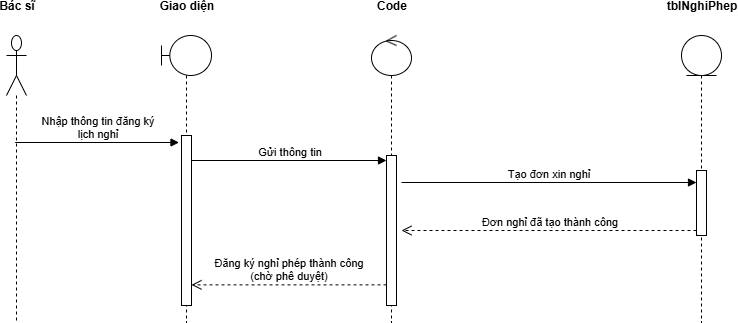 Bác sĩ
Giao diện
Code
tblNghiPhep
Nhập thông tin đăng ký
lịch nghỉ
Gửi thông tin
Tạo đơn xin nghỉ
Đơn nghỉ đã tạo thành công
Đăng ký nghỉ phép thành công
(chờ phê duyệt)